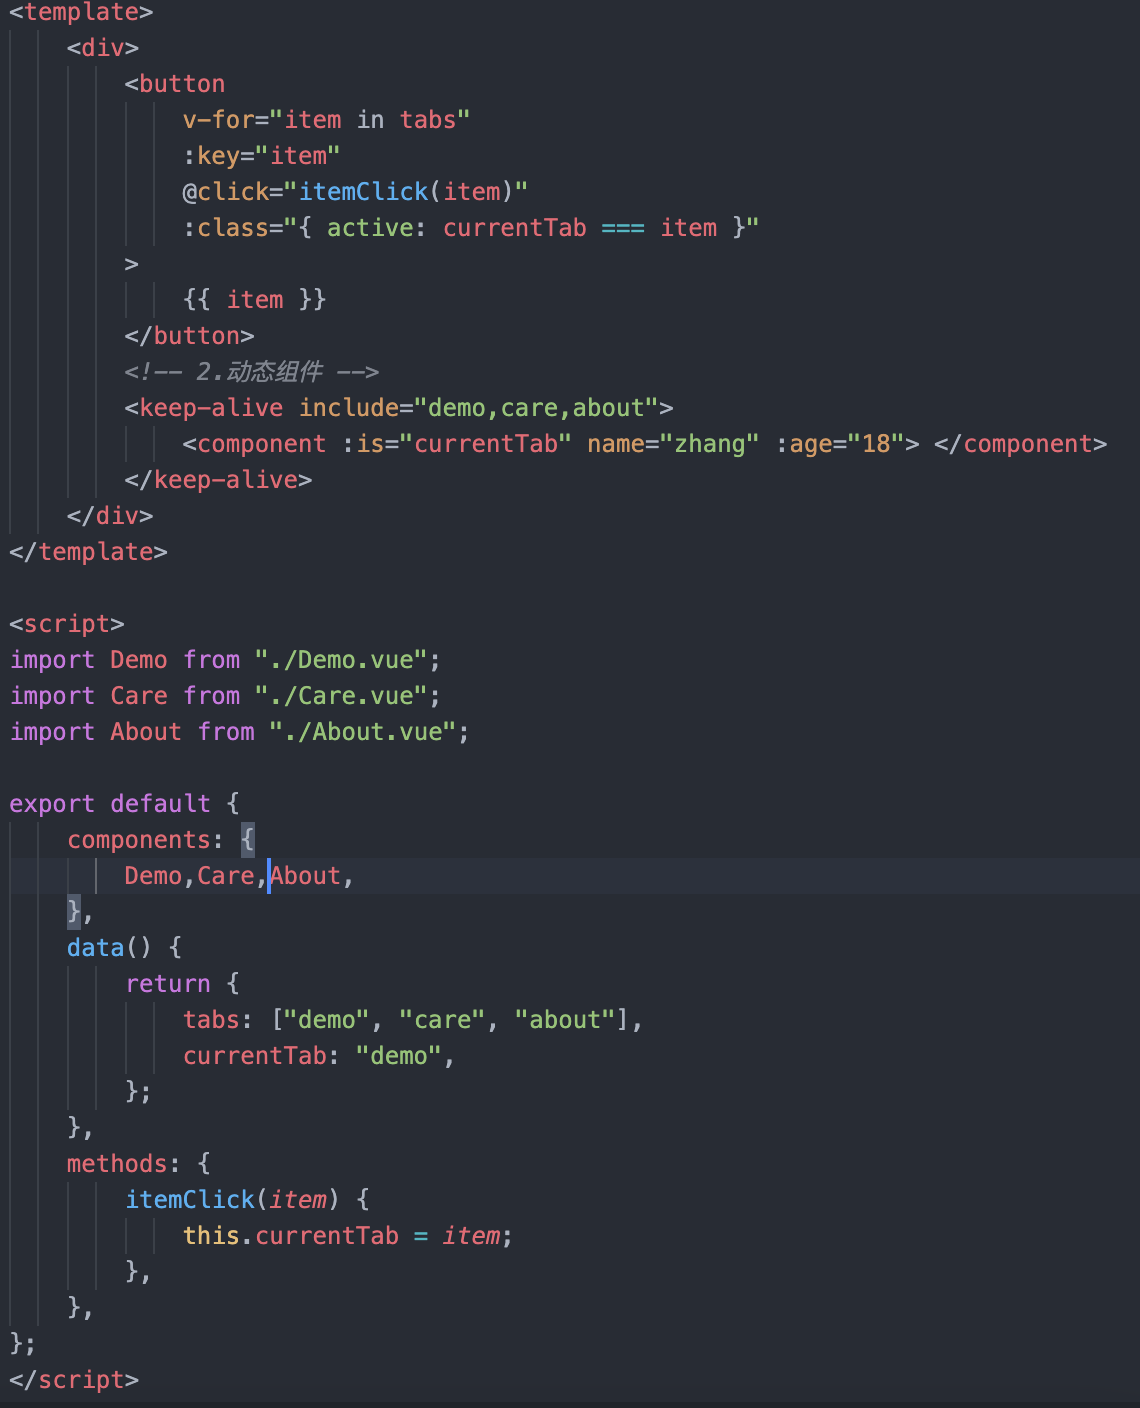 <template>
<div>
<button
v-for="item in tabs"
:key="item"
@click="itemClick(item)"
:class="{ active: currentTab === item }"
>
{{ item }}
</button>
<!-- 2.动态组件 -->
<keep-alive include="demo,care,about">
<component :is="currentTab" name="zhang" :age="18"> </component>
</keep-alive>
</div>
</template>
<script>
import Demo from "./Demo.vue";
import Care from "./Care.vue";
import About from "./About.vue";
export default {
components: {
Demo,Care,About,
},
data() {
return {
tabs: ["demo", "care", "about"],
currentTab: "demo",
};
},
methods: {
itemClick(item) {
this.currentTab = item;
},
},
};
</script>